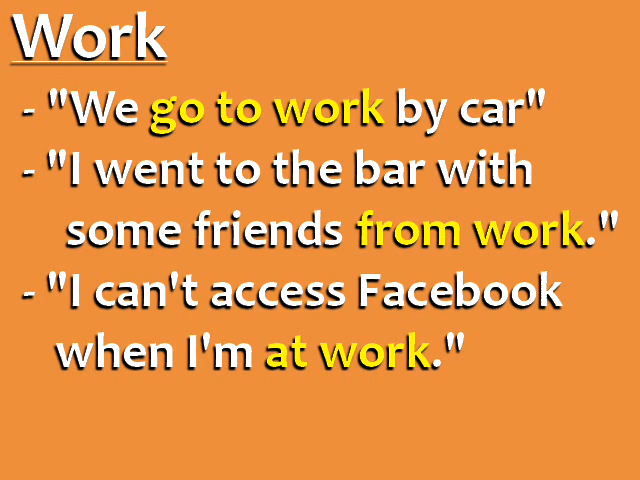 Work
- "We go to work by car"
- "I went to the bar with
some friends from work."
- "I can't access Facebook
when I'm at work."